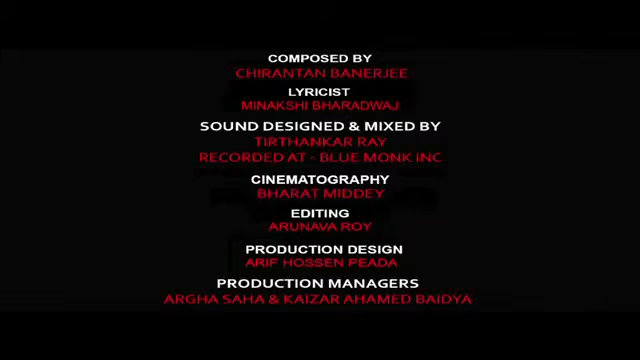 COMPOSED BY
CHIRANTAN BANERJEE
LYRICIST
MINAKSHI BHARADWAJ
SOUND DESIGNED & MIXED BY
TIRTHANKAR RAY
RECORDED AT - BLUE MONK INC
CINEMATOGRAPHY
BHARAT MIDDEY
EDITING
ARUNAVA ROY
PRODUCTION DESIGN
ARIF HOSSEN PEADA
PRODUCTION MANAGERS
ARGHA SAHA & KAIZAR AHAMED BAIDYA